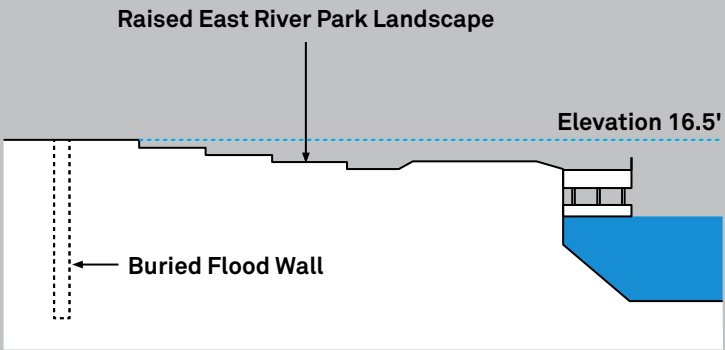 Raised East River Park Landscape
Elevation 16.5'
Buried Flood Wall